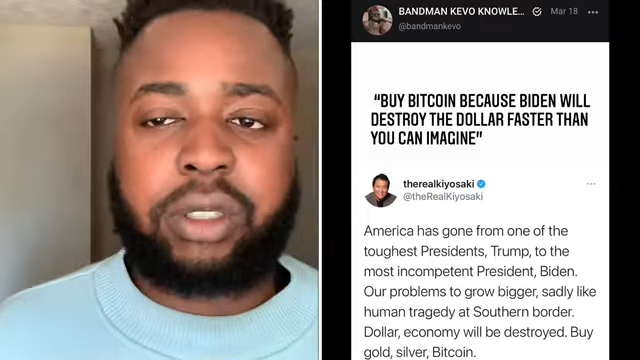 BANDMAN KEVO KNOWLE... Mar 18 ...
@bandmankevo
"BUY BITCOIN BECAUSE BIDEN WILL
DESTROY THE DOLLAR FASTER THAN
YOU CAN IMAGINE"
therealkiyosaki ...
@theRealKiyosaki
America has gone from one of the
toughest Presidents, Trump, to the
most incompetent President, Biden.
Our problems to grow bigger, sadly like
human tragedy at Southern border.
Dollar, economy will be destroyed. Buy
gold, silver, Bitcoin.